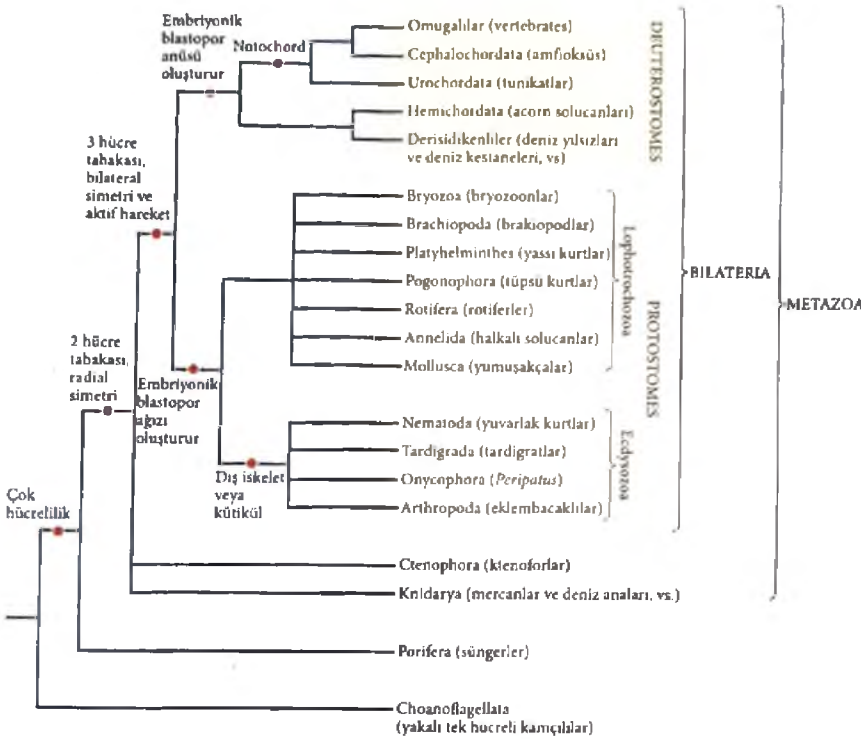 Embriyonik
blastopor
anüsü
oluşturur
Notochord
Omugalılar (vertebrates)
Cephalochordata (amfioksüs)
Urochordata (tunikatlar)
Hemichordata (acorn solucanları)
Derisidikenliler (deniz yılsızları
ve deniz kestaneleri, vs)
DEUTEROSTOMES
3 hücre
tabakası,
bilateral
simetri ve
aktif hareket
Bryozoa (bryozoonlar)
Brachiopoda (brakiopodlar)
Platyhelminthes (yassı kurtlar)
Pogonophora (tüpsü kurtlar)
Rotifera (rotiferler)
Annelida (halkalı solucanlar)
Mollusca (yumuşakçalar)
Lophotrochozoa
PROTOSTOMES
BILATERIA
METAZOA
2 hücre
tabakası,
radial
simetri
Embriyonik
blastopor
ağızı
oluşturur
Nematoda (yuvarlak kurtlar)
Tardigrada (tardigratlar)
Onycophora (Peripatus)
Arthropoda (eklembacaklılar)
Ecdysozoa
Dış iskelet
veya
kütikül
Çok
hücrelilik
Ctenophora (ktenoforlar)
Knidarya (mercanlar ve deniz anaları, vs.)
Porifera (süngerler)
Choanoflagellata
(yakalı tek hucreli kamçılılar)